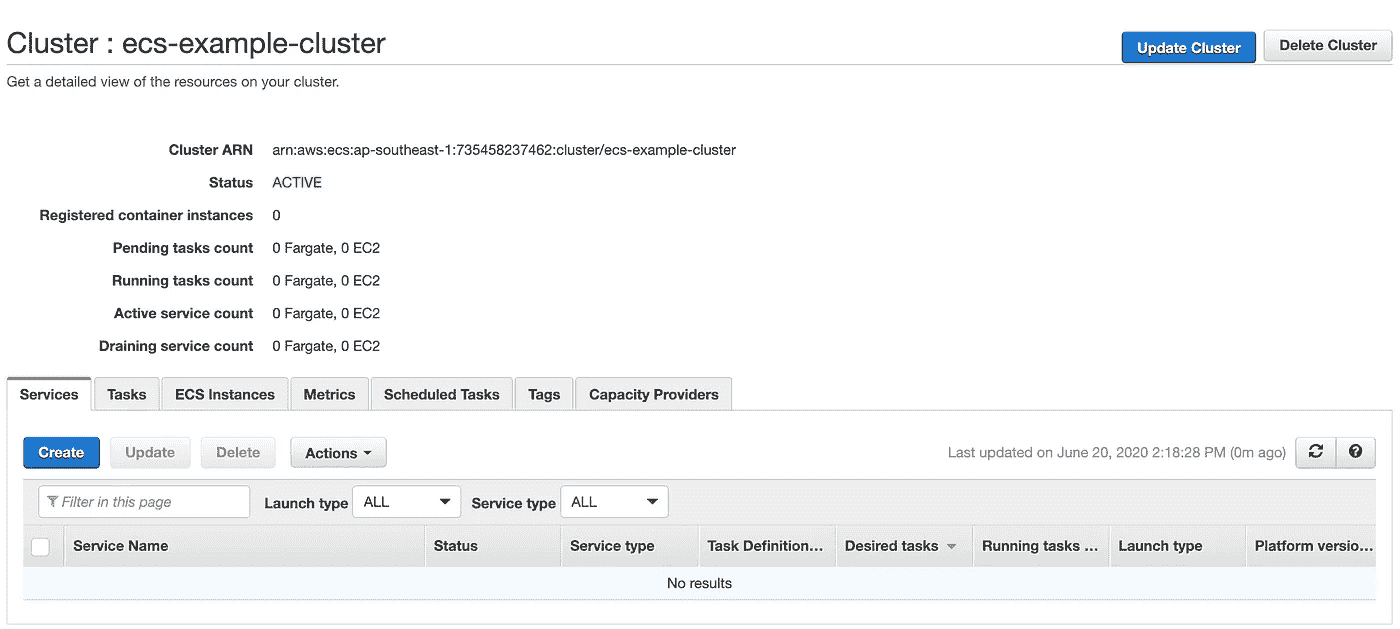 Cluster : ecs-example-cluster
Update Cluster
Delete Cluster
Get a detailed view of the resources on your cluster.
Cluster ARN arn:aws:ecs:ap-southeast-1:735458237462:cluster/ecs-example-cluster
Status ACTIVE
Registered container instances 0
Pending tasks count 0 Fargate, 0 EC2
Running tasks count 0 Fargate, 0 EC2
Active service count 0 Fargate, 0 EC2
Draining service count 0 Fargate, 0 EC2
Services Tasks ECS Instances Metrics Scheduled Tasks Tags Capacity Providers
Create Update Delete Actions Last updated on June 20, 2020 2:18:28 PM (0m ago)
Filter in this page Launch type ALL Service type ALL
Service Name Status Service type Task Definition... Desired tasks Running tasks ... Launch type Platform versio...
No results